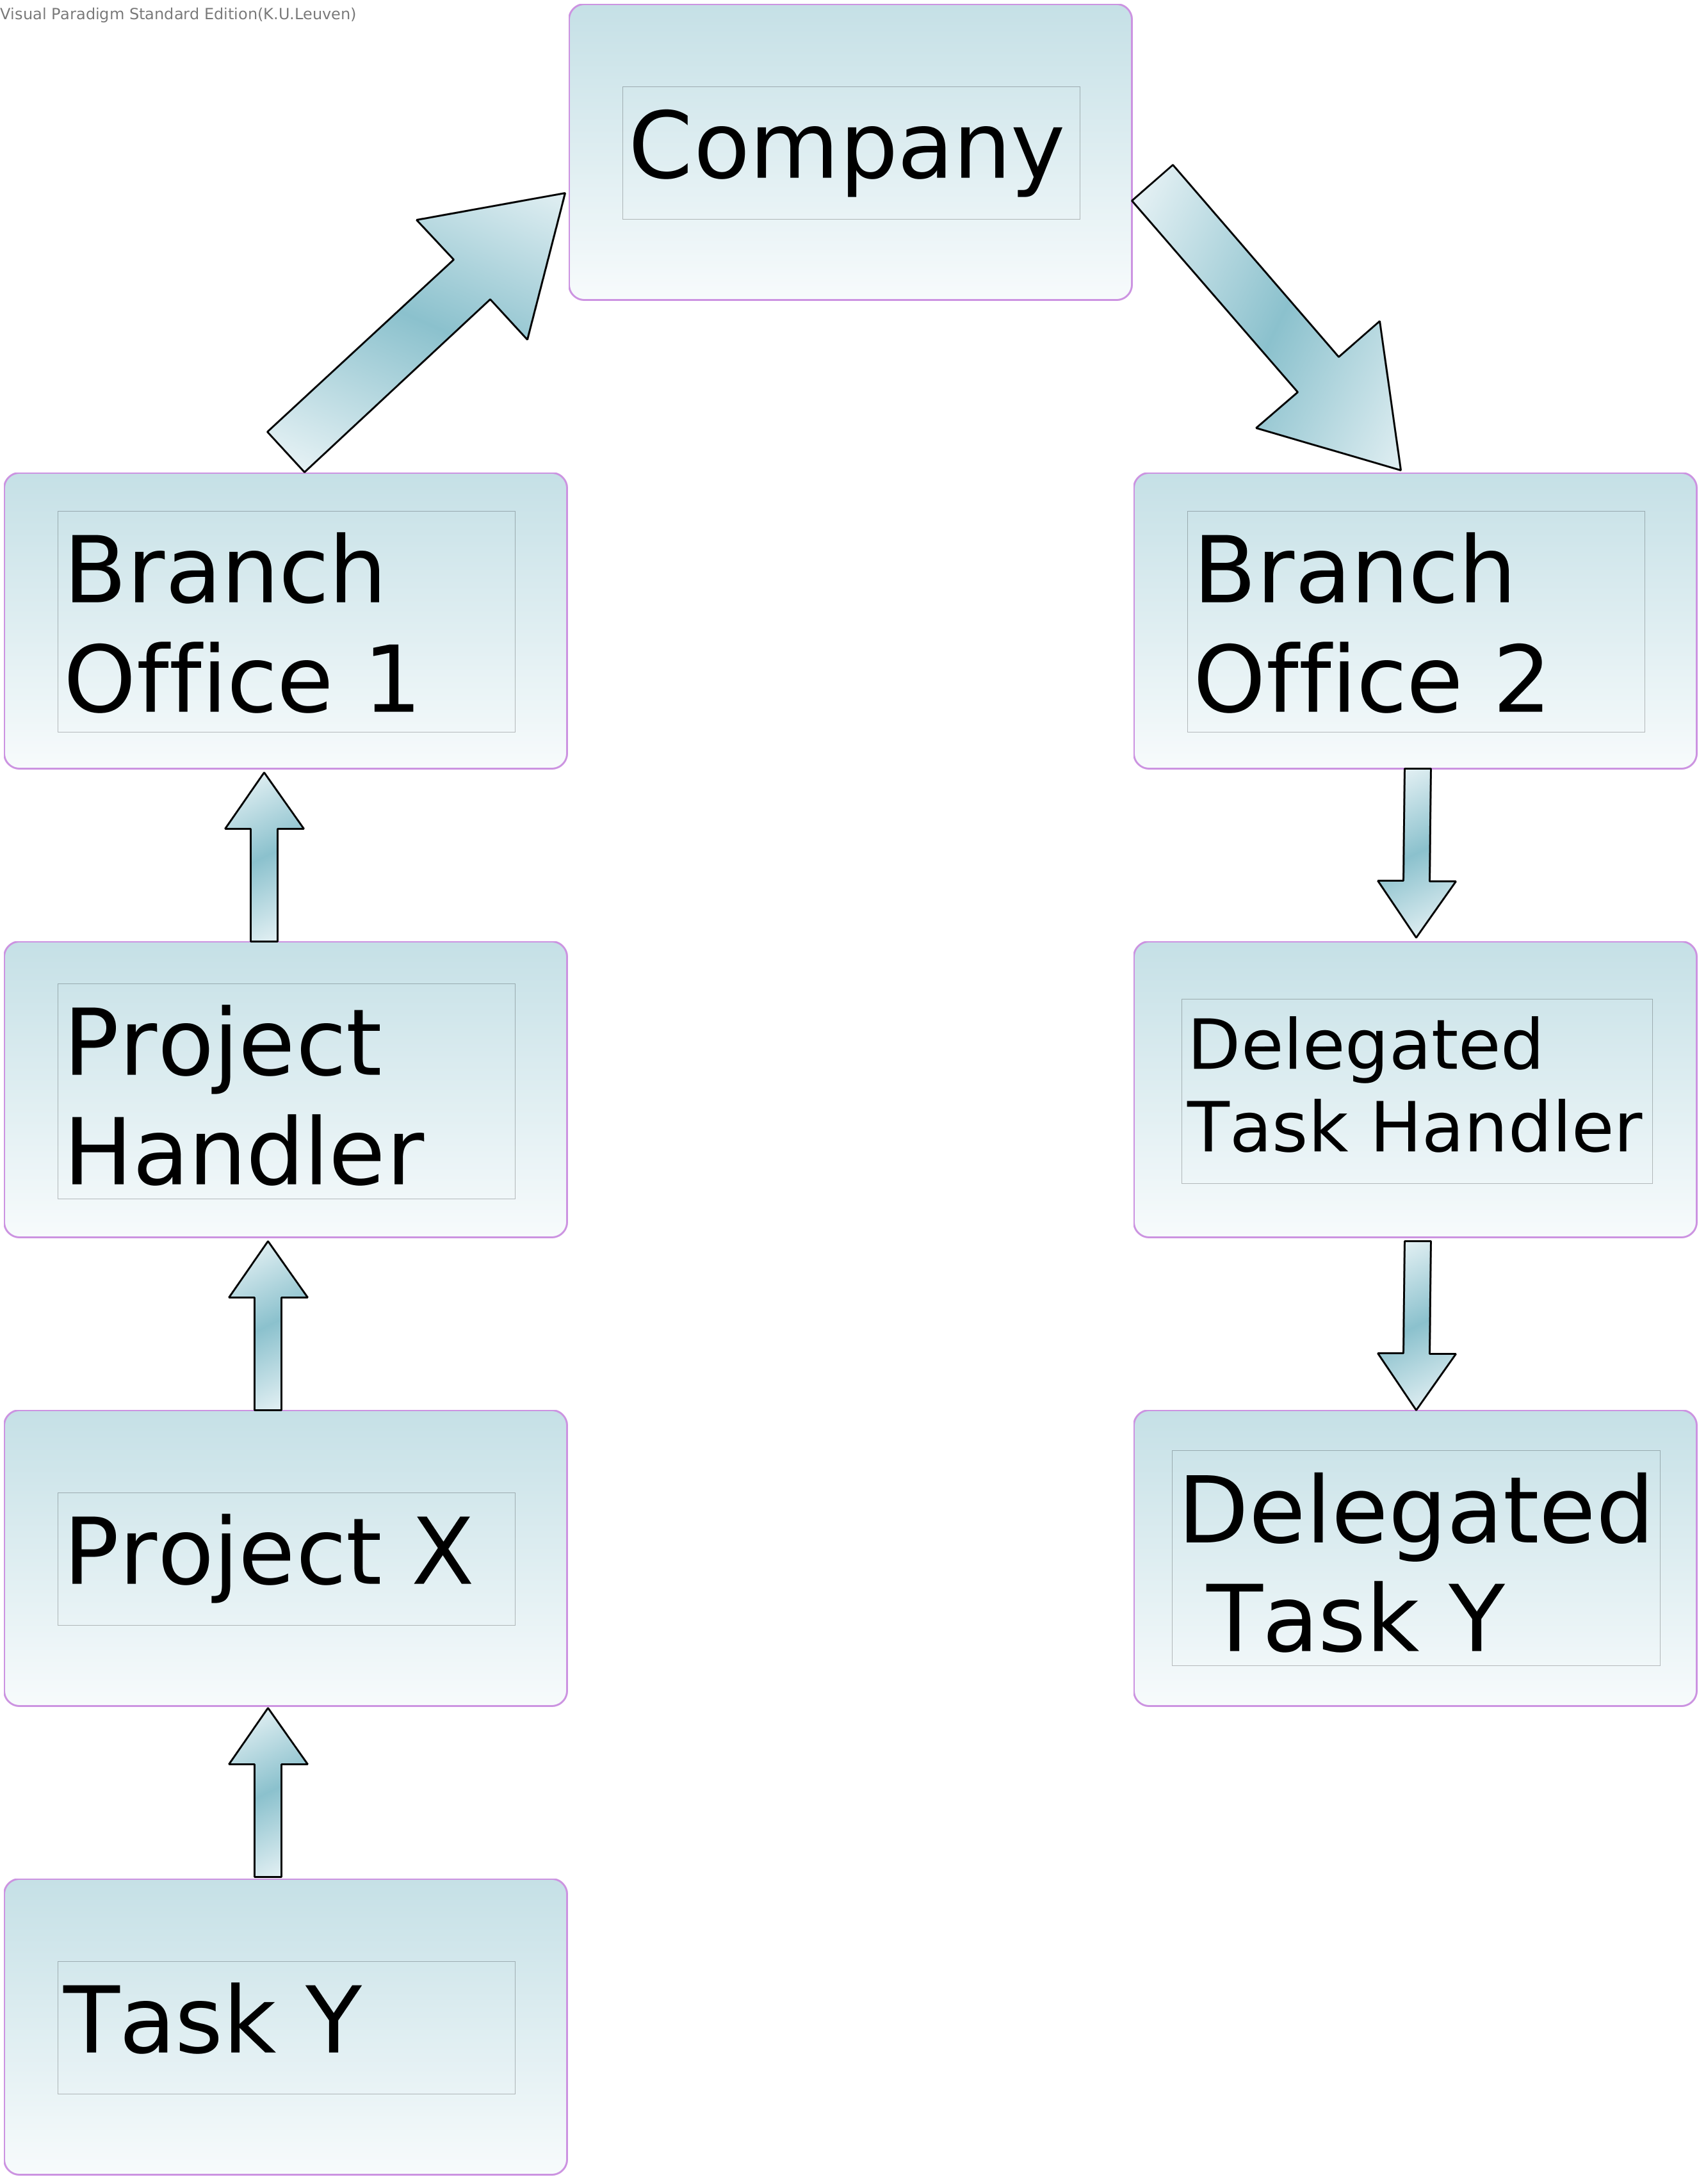 Visual Paradigm Standard Edition(K.U.Leuven)
Company
Branch
Office 1
Branch
Office 2
Project
Handler
Delegated
Task Handler
Project X
Delegated
Task Y
Task Y